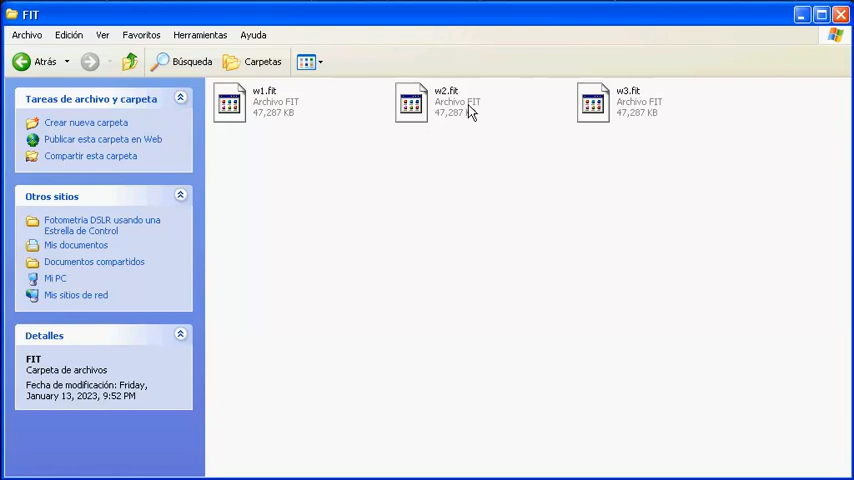 FIT
Archivo Edición Ver Favoritos Herramientas Ayuda
Atrás Búsqueda Carpetas
Tareas de archivo y carpeta
Crear nueva carpeta
Publicar esta carpeta en Web
Compartir esta carpeta
Otros sitios
Fotometria DSLR usando una
Estrella de Control
Mis documentos
Documentos compartidos
Mi PC
Mis sitios de red
Detalles
FIT
Carpeta de archivos
Fecha de modificación: Friday,
January 13, 2023, 9:52 PM
w1.fit
Archivo FIT
47,287 KB
w2.fit
Archivo FIT
47,287
w3.fit
Archivo FIT
47,287 KB